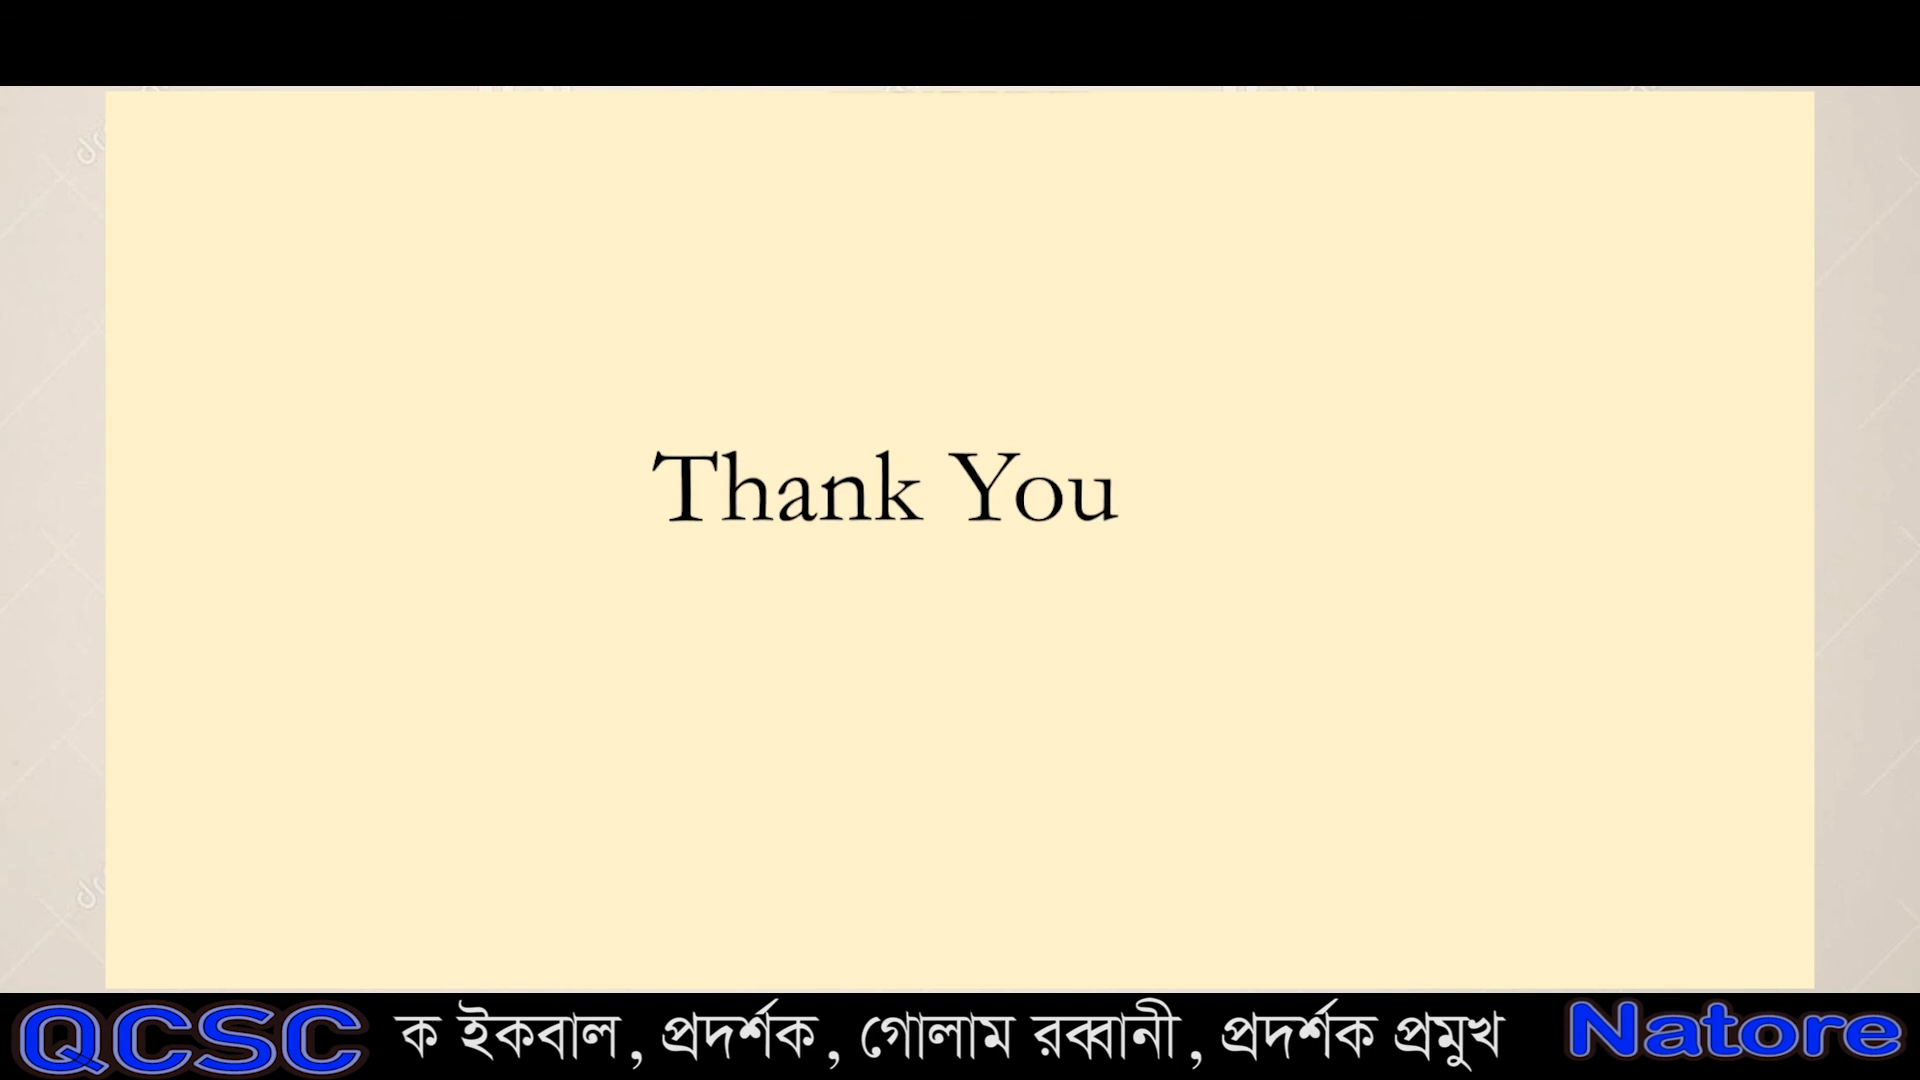 Thank You
QCSC ক ইকবাল, প্রদর্শক, গোলাম রব্বানী, প্রদর্শক প্রমুখ Natore